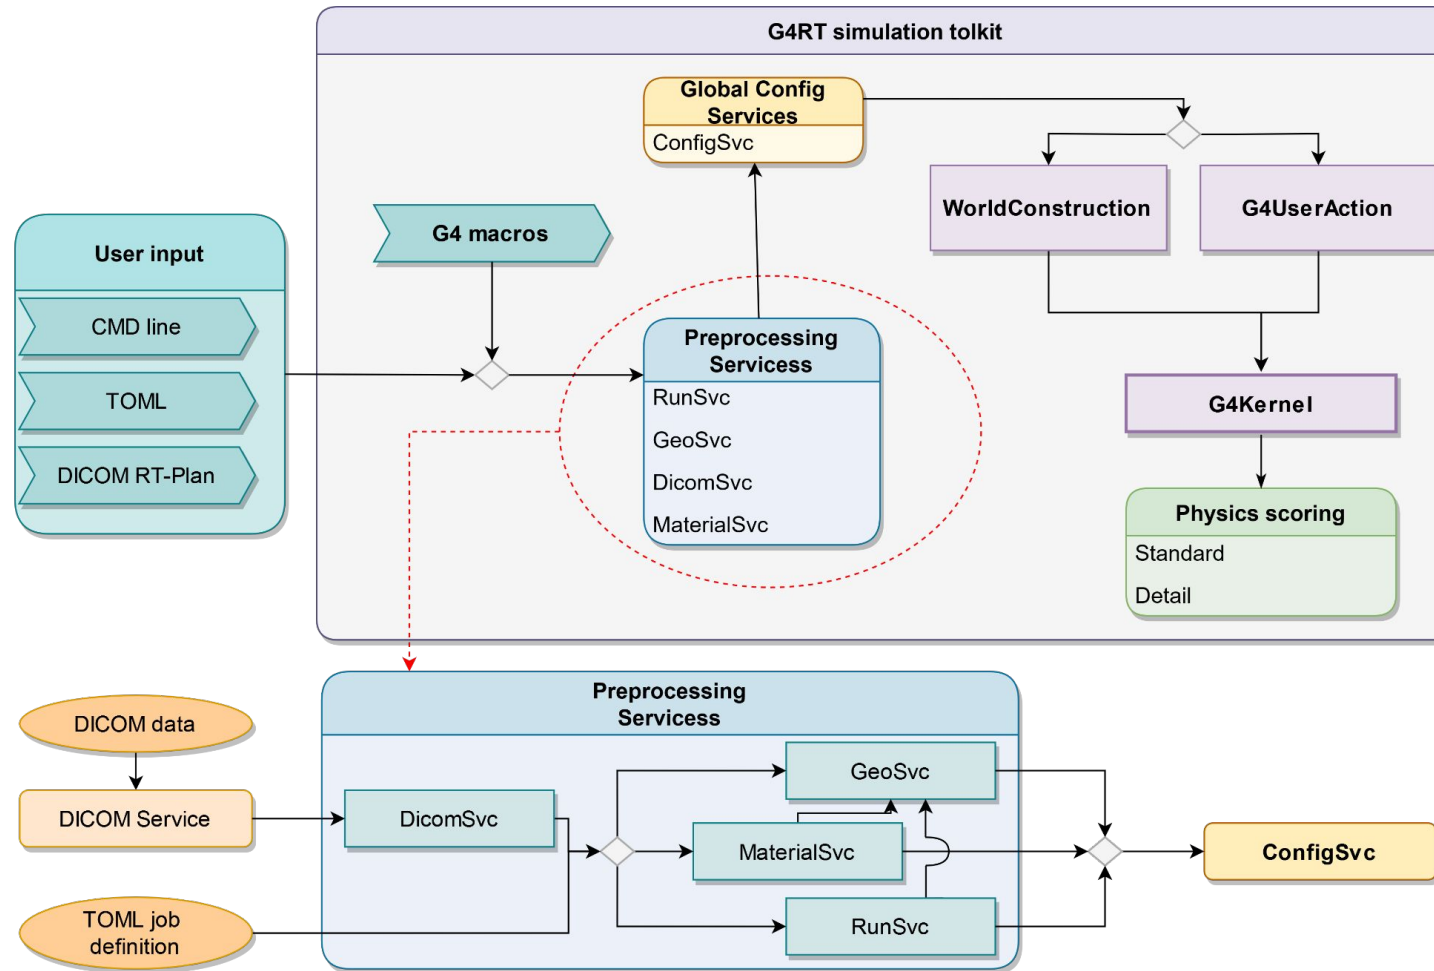 G4RT simulation tolkit
Global Config
Services
ConfigSvc
WorldConstruction
G4UserAction
G4 macros
User input
CMD line
TOML
DICOM RT-Plan
Preprocessing
Servicess
RunSvc
GeoSvc
DicomSvc
MaterialSvc
G4Kernel
Physics scoring
Standard
Detail
Preprocessing
Servicess
DICOM data
DICOM Service
TOML job
definition
DicomSvc
GeoSvc
MaterialSvc
RunSvc
ConfigSvc